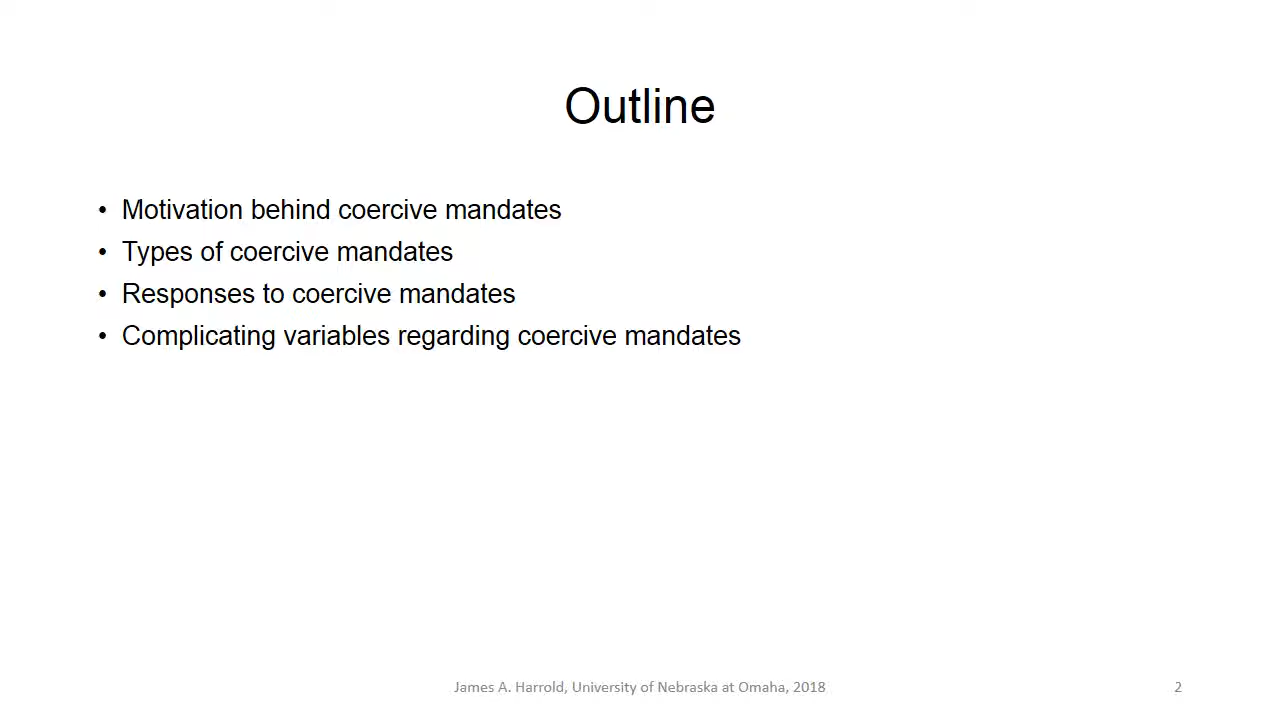 Outline
• Motivation behind coercive mandates
• Types of coercive mandates
• Responses to coercive mandates
• Complicating variables regarding coercive mandates
James A. Harrold, University of Nebraska at Omaha, 2018
2